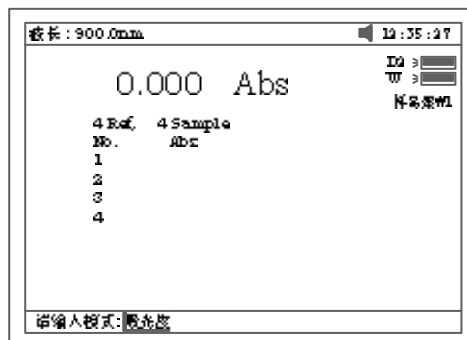 波长:900.0nm 12:35:27
0.000 Abs
D2
W
样品架#1
4 Ref, 4 Sample
No. Abs
1
2
3
4
请输入模式:吸光度